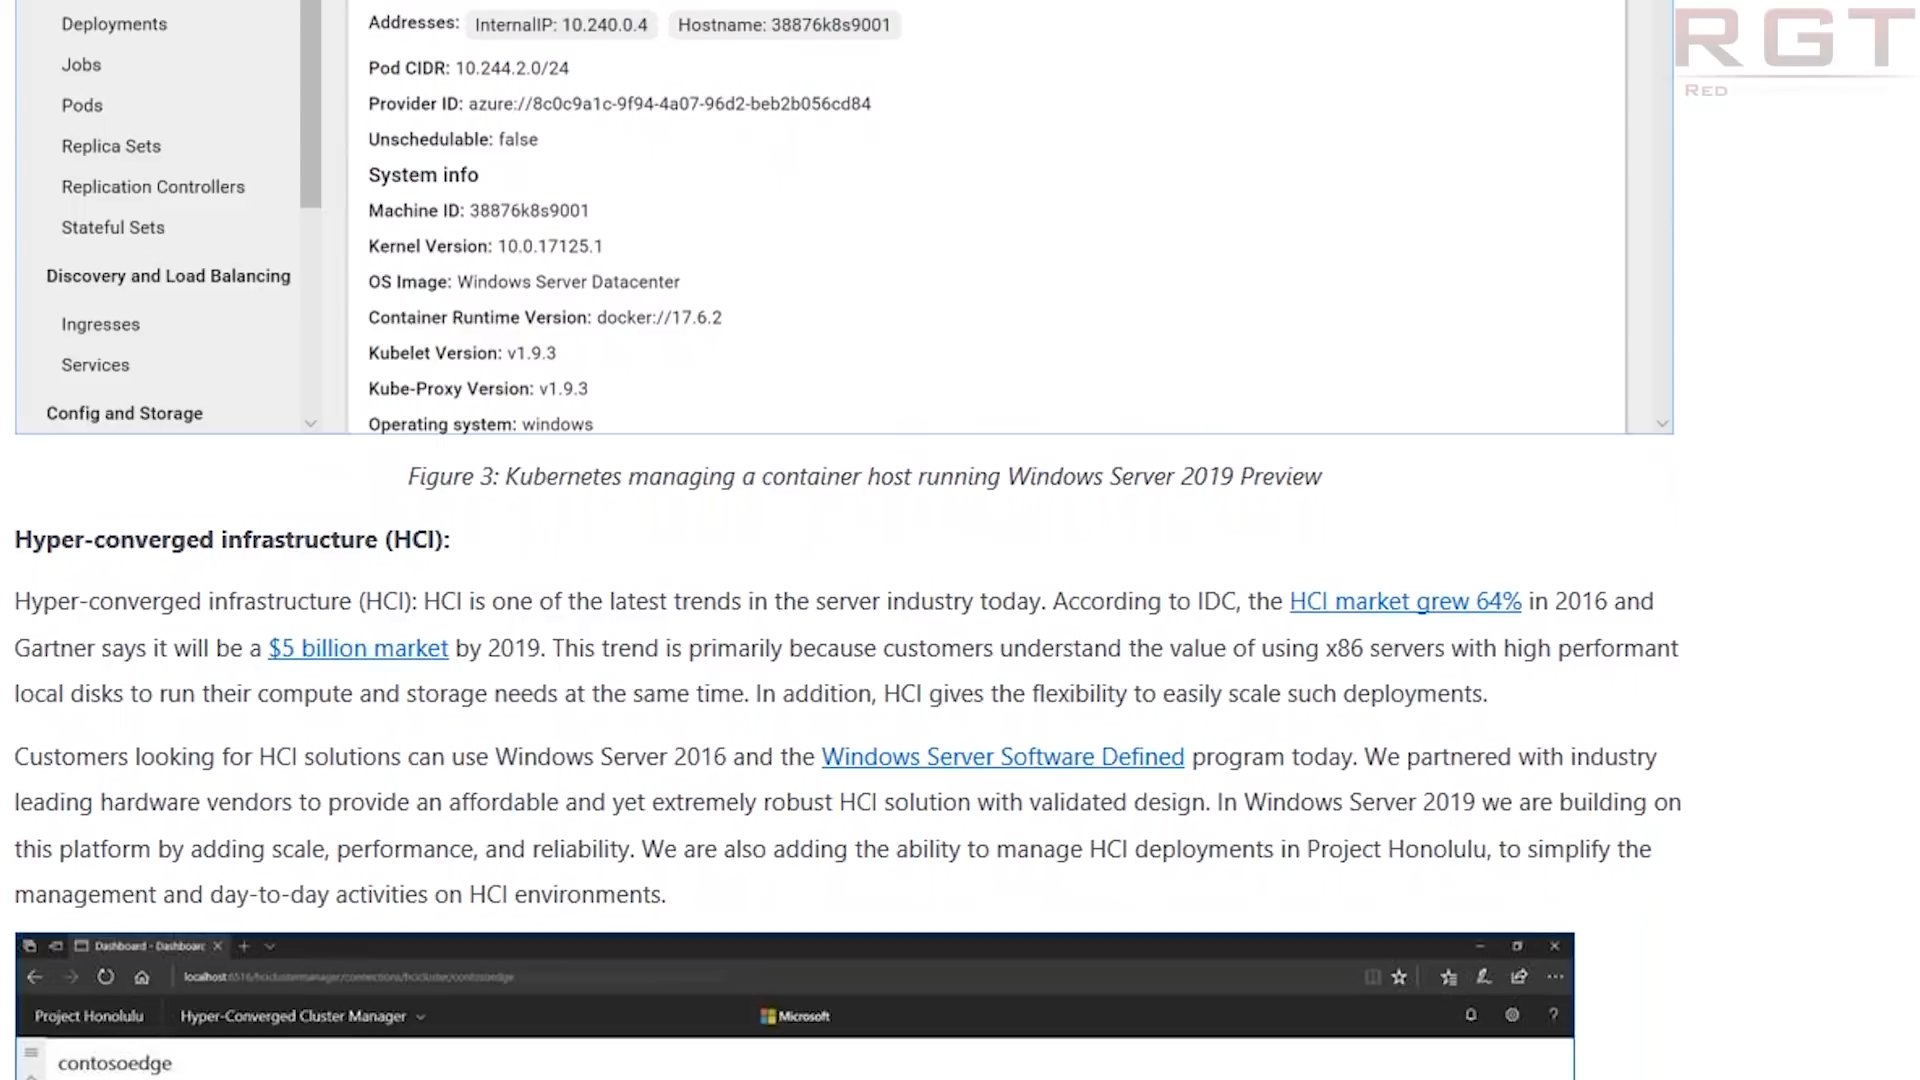 Deployments
Jobs
Pods
Replica Sets
Replication Controllers
Stateful Sets
Discovery and Load Balancing
Ingresses
Services
Config and Storage
Addresses: InternalIP: 10.240.0.4 Hostname: 38876k8s9001
Pod CIDR: 10.244.2.0/24
Provider ID: azure://8c0c9a1c-9f94-4a07-96d2-beb2b056cd84
Unschedulable: false
System info
Machine ID: 38876k8s9001
Kernel Version: 10.0.17125.1
OS Image: Windows Server Datacenter
Container Runtime Version: docker://17.6.2
Kubelet Version: v1.9.3
Kube-Proxy Version: v1.9.3
Operating system: windows
RGT
RED
Figure 3: Kubernetes managing a container host running Windows Server 2019 Preview
Hyper-converged infrastructure (HCI):
Hyper-converged infrastructure (HCI): HCI is one of the latest trends in the server industry today. According to IDC, the HCI market grew 64% in 2016 and
Gartner says it will be a $5 billion market by 2019. This trend is primarily because customers understand the value of using x86 servers with high performant
local disks to run their compute and storage needs at the same time. In addition, HCI gives the flexibility to easily scale such deployments.
Customers looking for HCI solutions can use Windows Server 2016 and the Windows Server Software Defined program today. We partnered with industry
leading hardware vendors to provide an affordable and yet extremely robust HCI solution with validated design. In Windows Server 2019 we are building on
this platform by adding scale, performance, and reliability. We are also adding the ability to manage HCI deployments in Project Honolulu, to simplify the
management and day-to-day activities on HCI environments.
Dashboard - Dashboard
Project Honolulu Hyper-Converged Cluster Manager Microsoft
contosoedge